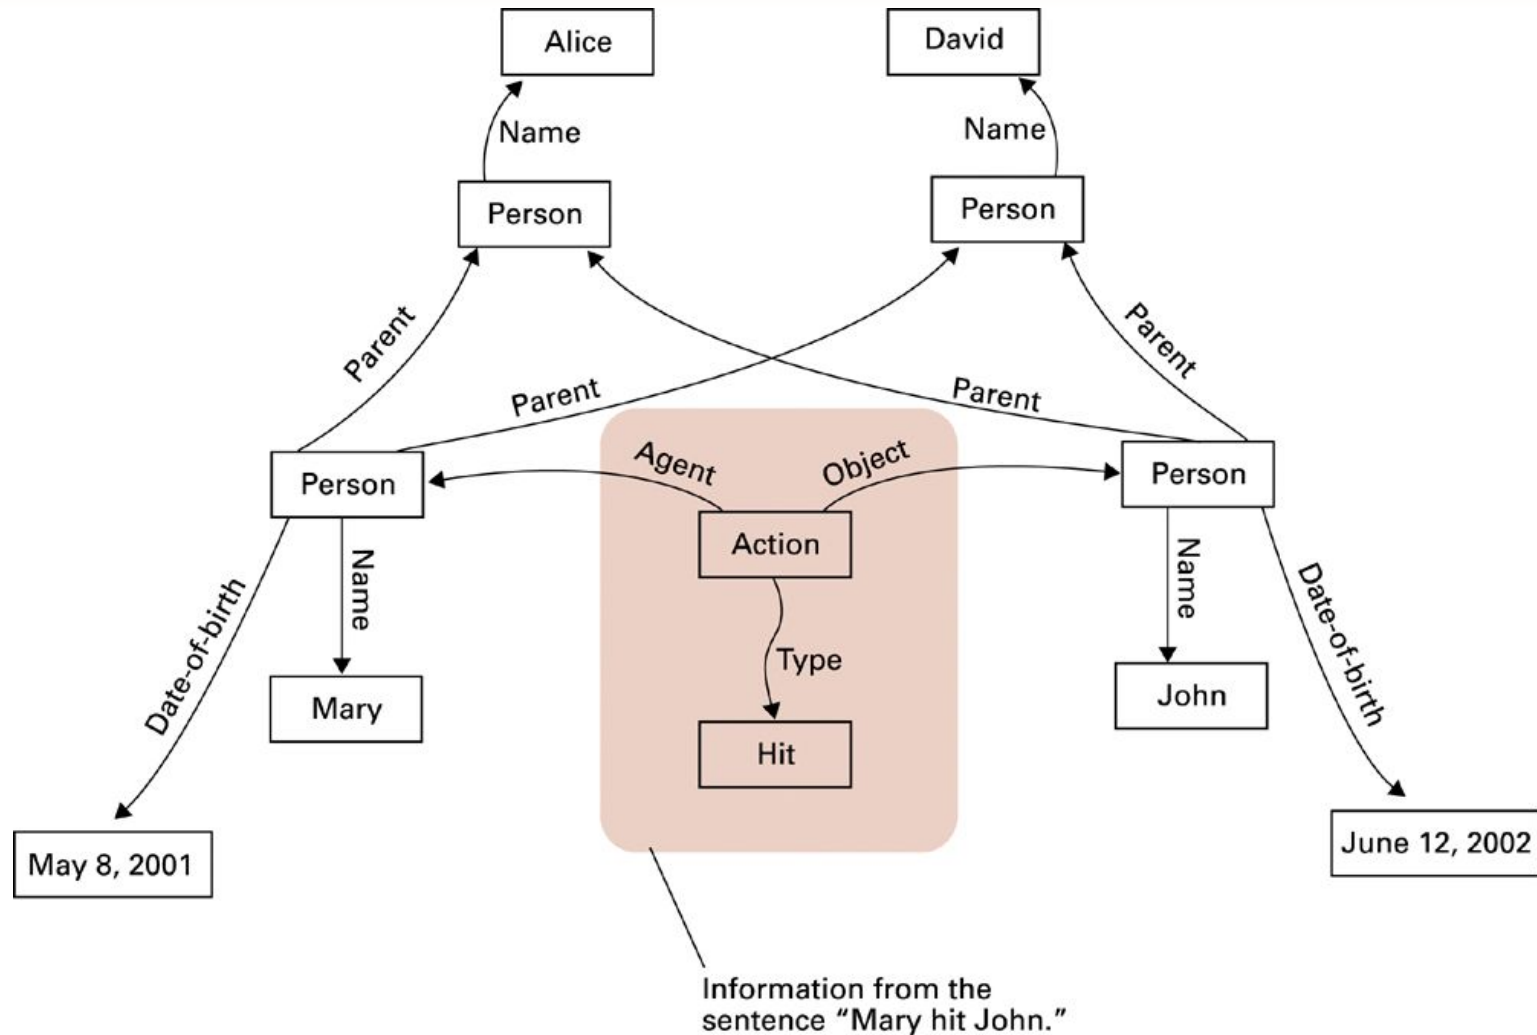 Alice
David
Name
Name
Person
Person
Parent
Parent
Parent
Parent
Agent
Object
Person
Person
Action
Name
Name
Date-of-birth
Date-of-birth
Type
Mary
John
Hit
May 8, 2001
June 12, 2002
Information from the
sentence “Mary hit John.”